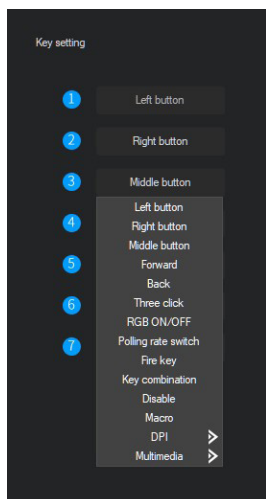 Key setting
1 Left button
2 Right button
3 Middle button
Left button
4
Right button
Middle button
5 Forward
Back
6 Three click
RGB ON/OFF
7 Polling rate switch
Fire key
Key combination
Disable
Macro
DPI
Multimedia